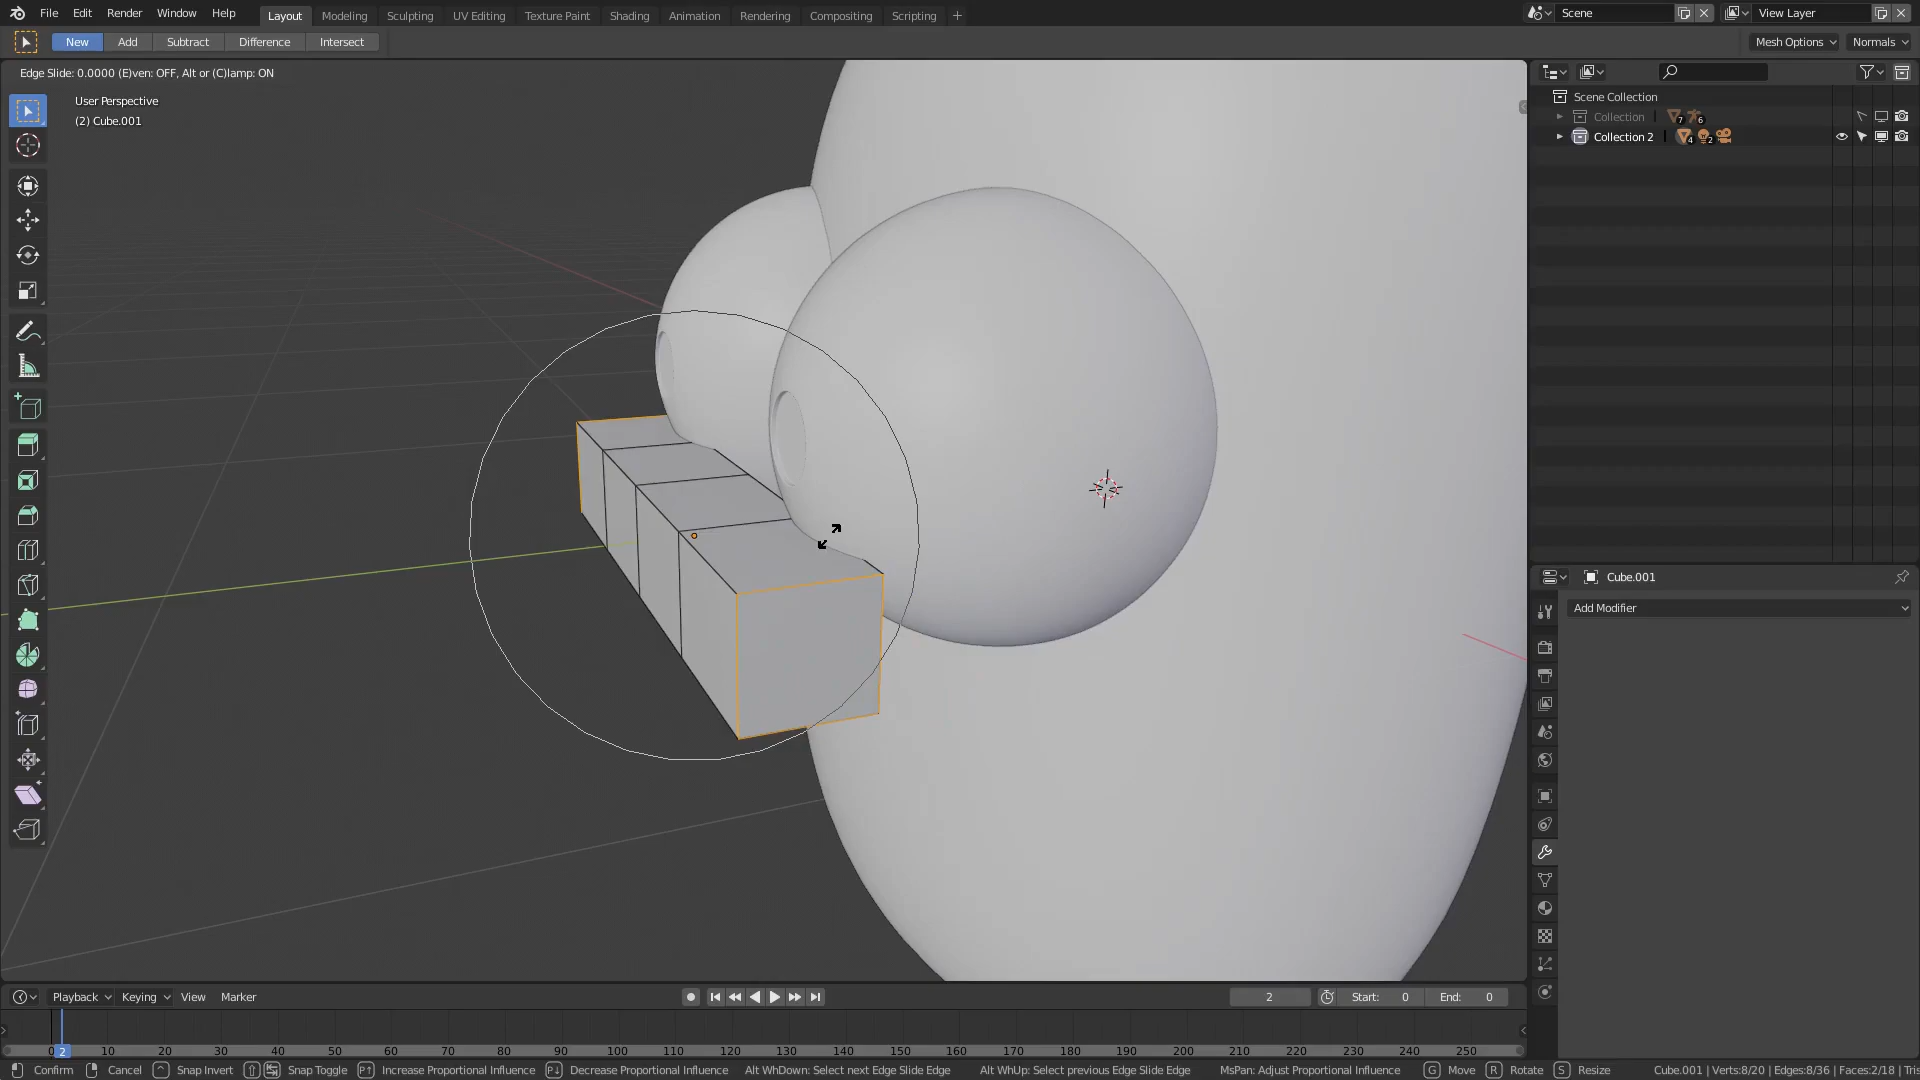 File Edit Render Window Help Layout Modeling Sculpting UV Editing Texture Paint Shading Animation Rendering Compositing Scripting + Scene View Layer
New Add Subtract Difference Intersect Mesh Options Normals
Edge Slide: 0.0000 (E)ven: OFF, Alt or (C)lamp: ON
User Perspective
(2) Cube.001
Scene Collection
Collection 7 6
Collection 2 4 2
Cube.001
Add Modifier
Playback Keying View Marker 2 Start: 0 End: 0
0 2 10 20 30 40 50 60 70 80 90 100 110 120 130 140 150 160 170 180 190 200 210 220 230 240 250
Confirm Cancel Snap Invert Snap Toggle Increase Proportional Influence Decrease Proportional Influence Alt WhDown: Select next Edge Slide Edge Alt WhUp: Select previous Edge Slide Edge MsPan: Adjust Proportional Influence G Move R Rotate S Resize Cube.001 | Verts:8/20 | Edges:8/36 | Faces:2/18 | Tris